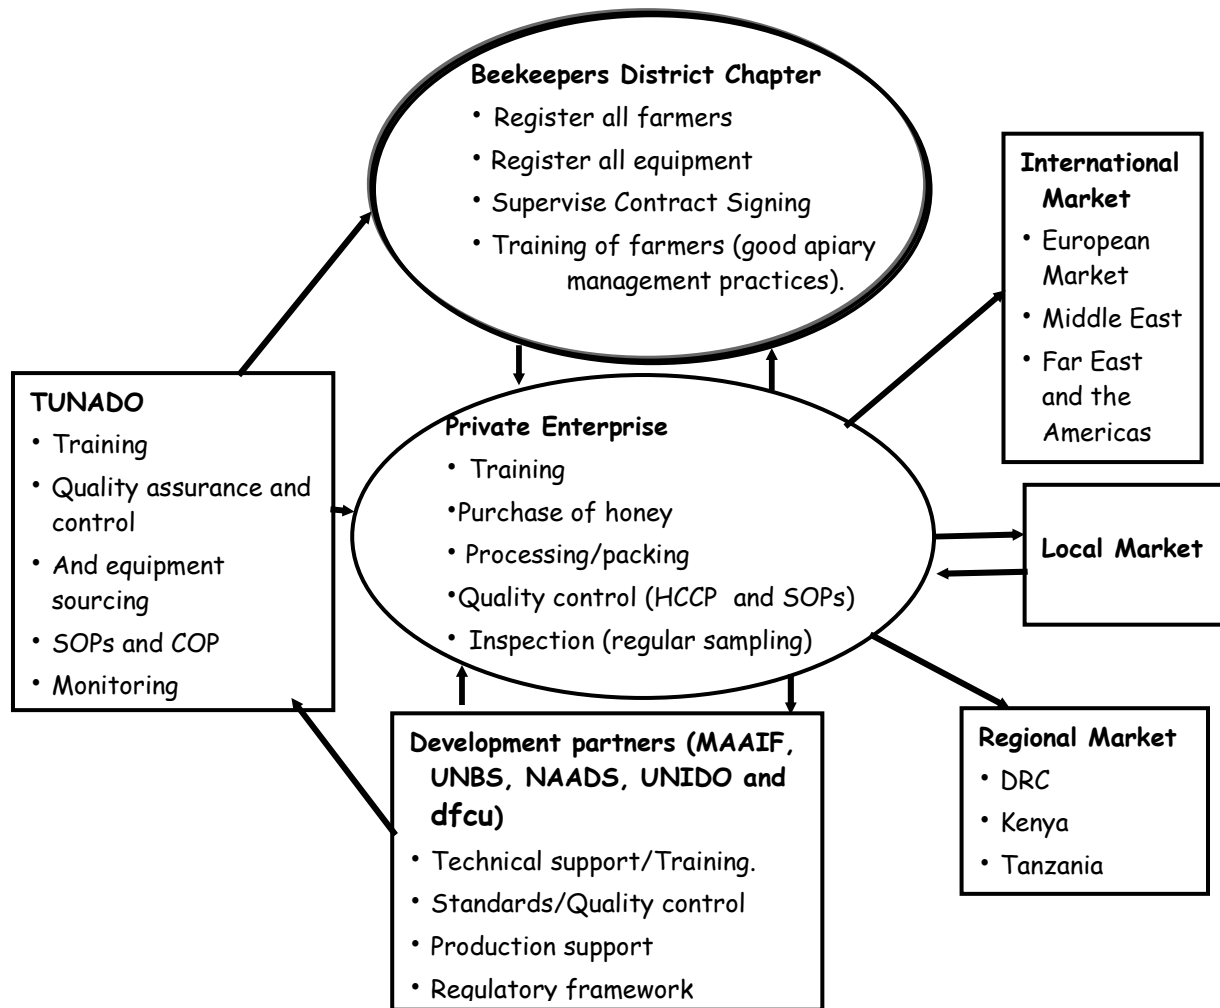 Beekeepers District Chapter
• Register all farmers
• Register all equipment
• Supervise Contract Signing
• Training of farmers (good apiary
management practices).
International
Market
• European
Market
• Middle East
• Far East
and the
Americas
TUNADO
• Training
• Quality assurance and
control
• And equipment
sourcing
• SOPs and COP
• Monitoring
Private Enterprise
• Training
•Purchase of honey
• Processing/packing
•Quality control (HCCP and SOPs)
• Inspection (regular sampling)
Local Market
Development partners (MAAIF,
UNBS, NAADS, UNIDO and
dfcu)
• Technical support/Training.
• Standards/Quality control
• Production support
• Regulatory framework
Regional Market
• DRC
• Kenya
• Tanzania